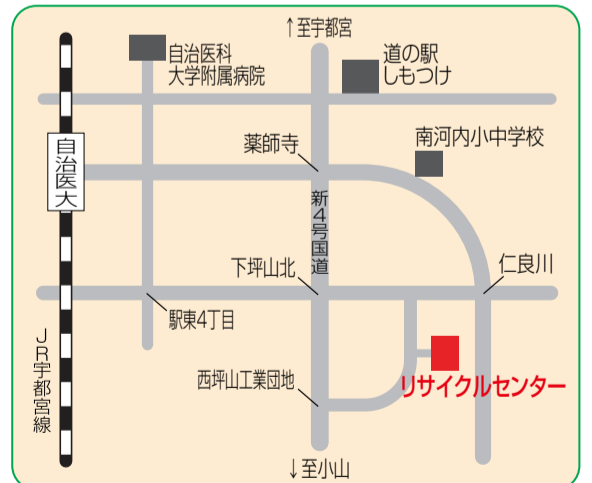 ↑至宇都宮
自治医科
大学附属病院
道の駅
しもつけ
薬師寺
南河内小中学校
自治医大
新4号国道
下坪山北
仁良川
駅東4丁目
JR宇都宮線
西坪山工業団地
リサイクルセンター
↓至小山